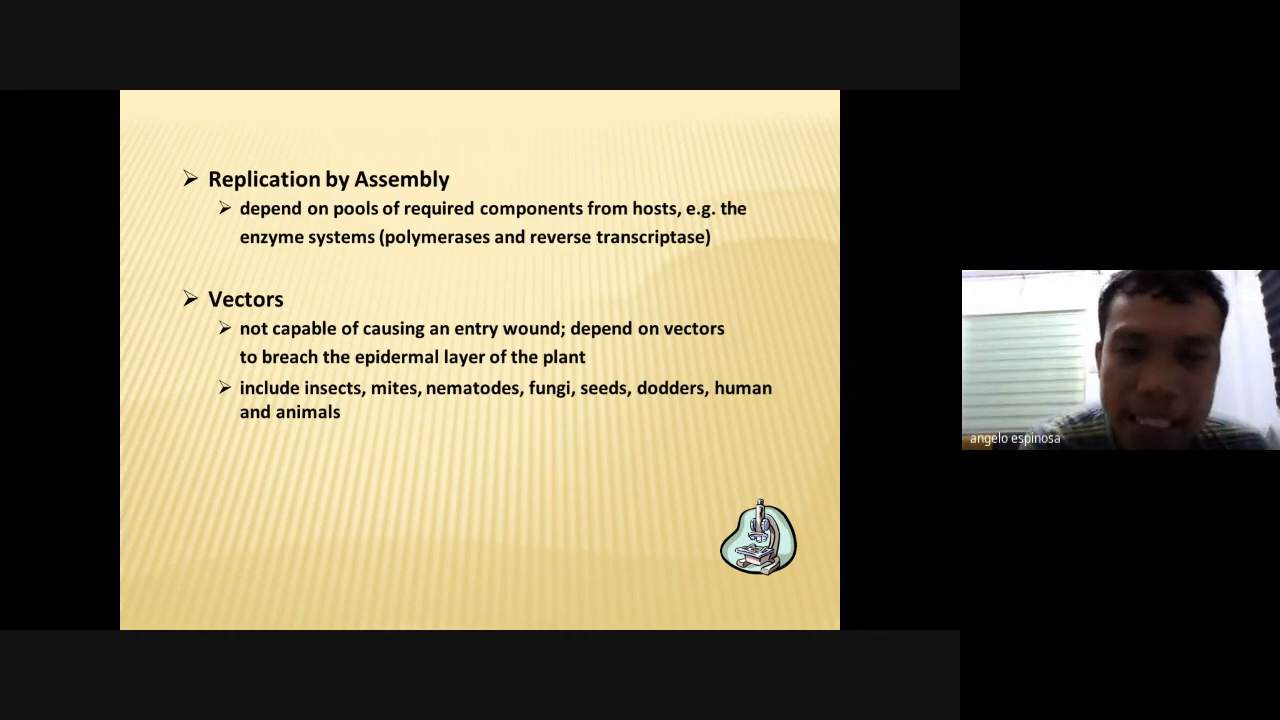 Replication by Assembly
depend on pools of required components from hosts, e.g. the
enzyme systems (polymerases and reverse transcriptase)
Vectors
not capable of causing an entry wound; depend on vectors
to breach the epidermal layer of the plant
include insects, mites, nematodes, fungi, seeds, dodders, human
and animals
angelo espinosa